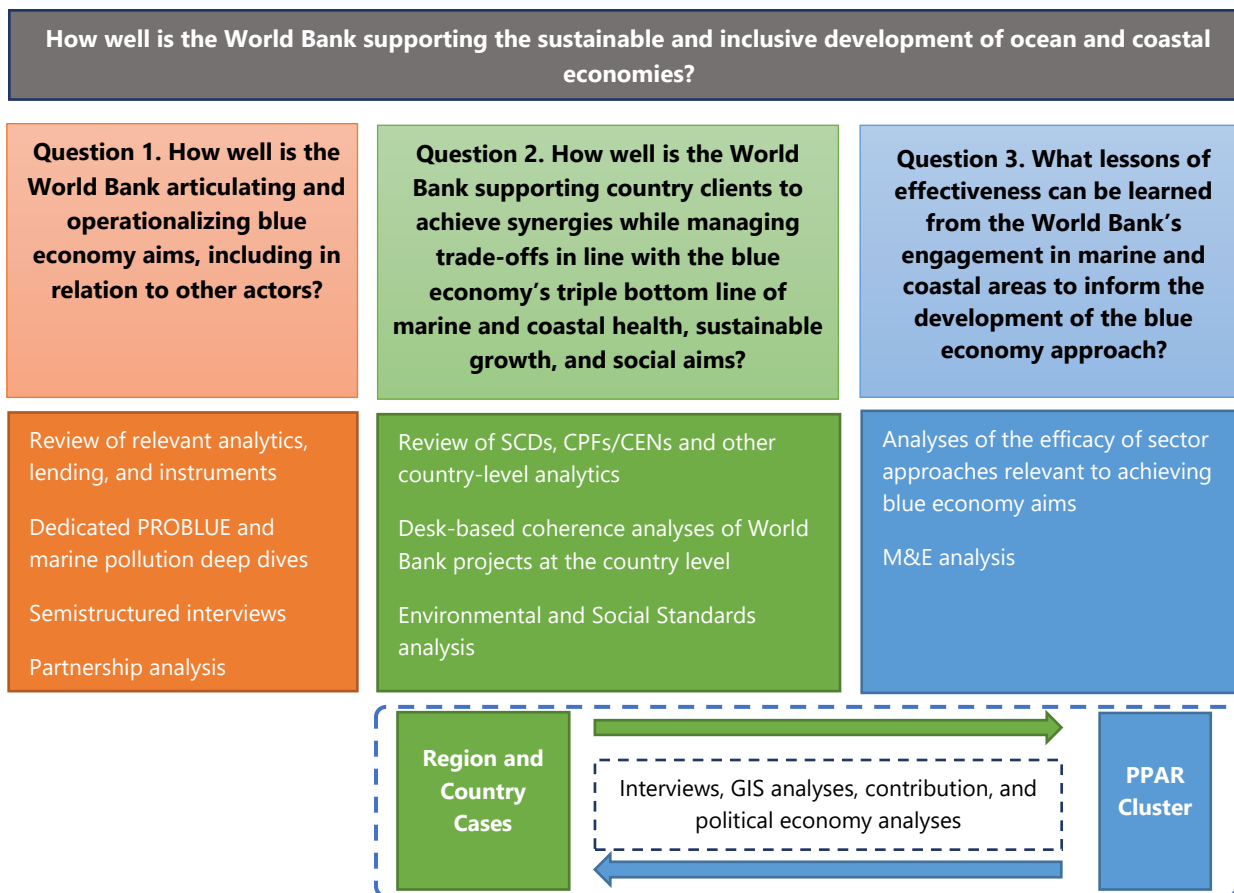 How well is the World Bank supporting the sustainable and inclusive development of ocean and coastal
economies?
Question 1. How well is the
World Bank articulating and
operationalizing blue
economy aims, including in
relation to other actors?
Question 2. How well is the World
Bank supporting country clients to
achieve synergies while managing
trade-offs in line with the blue
economy’s triple bottom line of
marine and coastal health, sustainable
growth, and social aims?
Question 3. What lessons of
effectiveness can be learned
from the World Bank’s
engagement in marine and
coastal areas to inform the
development of the blue
economy approach?
Review of relevant analytics,
lending, and instruments
Dedicated PROBLUE and
marine pollution deep dives
Semistructured interviews
Partnership analysis
Review of SCDs, CPFs/CENs and other
country-level analytics
Desk-based coherence analyses of World
Bank projects at the country level
Environmental and Social Standards
analysis
Analyses of the efficacy of sector
approaches relevant to achieving
blue economy aims
M&E analysis
Region and
Country
Cases
Interviews, GIS analyses, contribution, and
political economy analyses
PPAR
Cluster